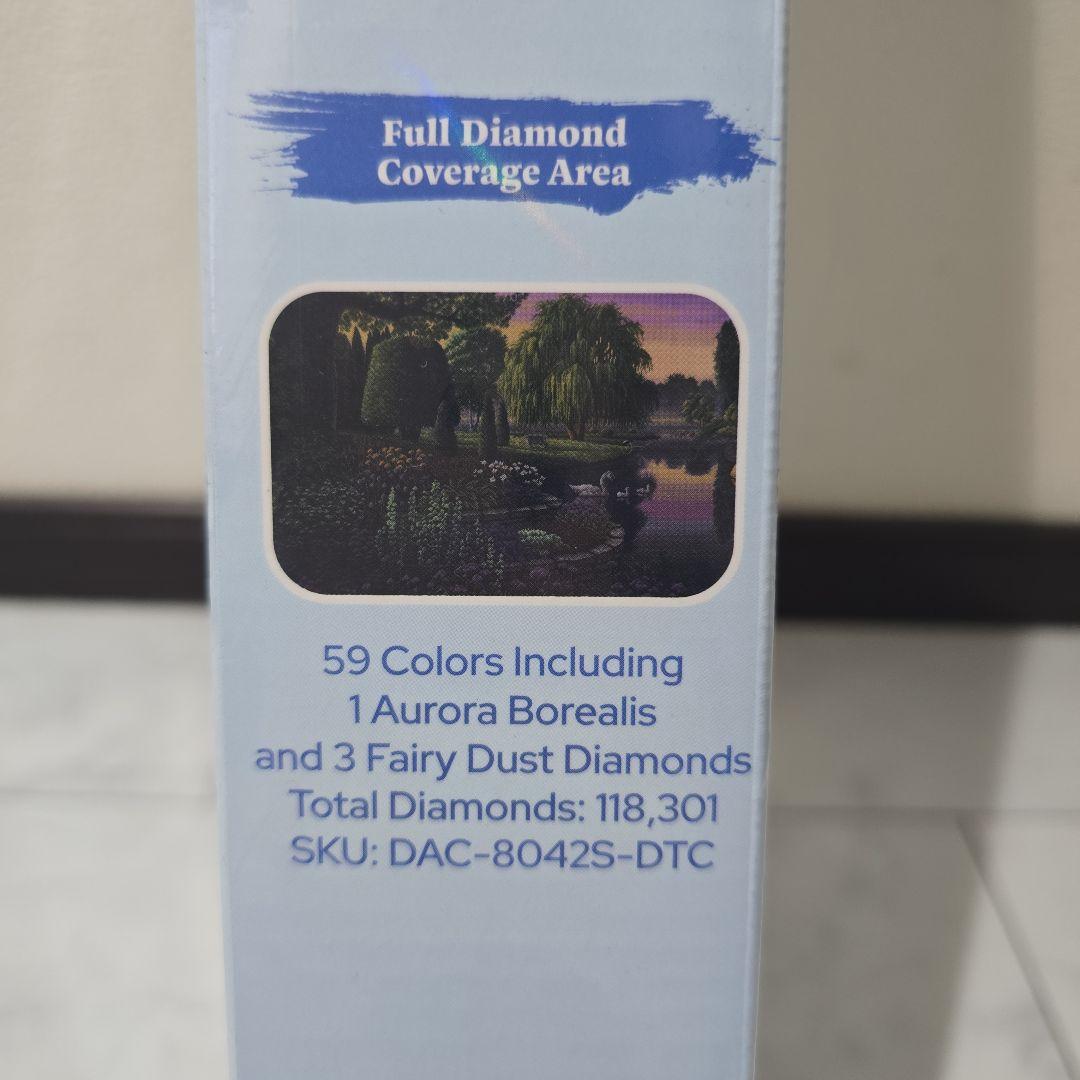 Full Diamond
Coverage Area
59 Colors Including
1 Aurora Borealis
and 3 Fairy Dust Diamonds
Total Diamonds: 118,301
SKU: DAC-8042S-DTC